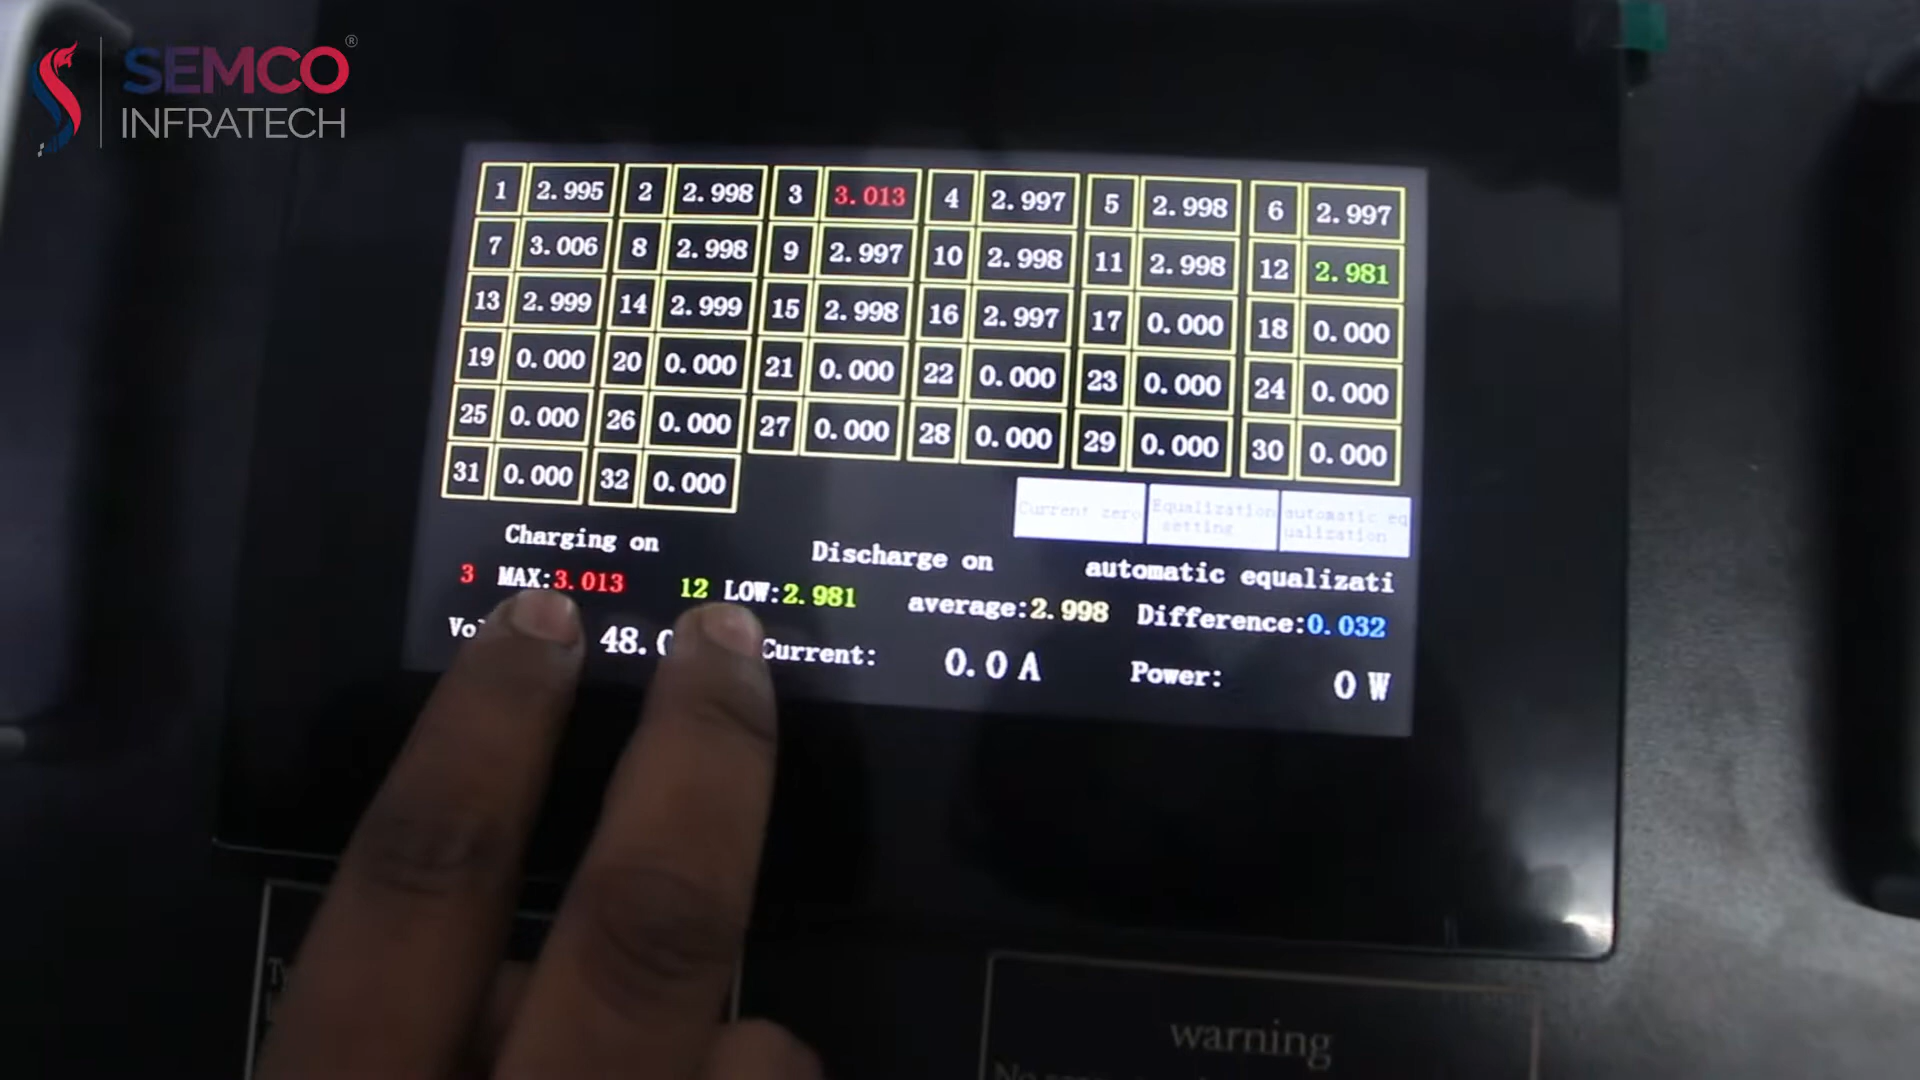 SEMCO ®
INFRATECH
1 2.995 2 2.998 3 3.013 4 2.997 5 2.998 6 2.997
7 3.006 8 2.998 9 2.997 10 2.998 11 2.998 12 2.981
13 2.999 14 2.999 15 2.998 16 2.997 17 0.000 18 0.000
19 0.000 20 0.000 21 0.000 22 0.000 23 0.000 24 0.000
25 0.000 26 0.000 27 0.000 28 0.000 29 0.000 30 0.000
31 0.000 32 0.000
Current zero
Equalization
setting
automatic eq
ualization
Charging on Discharge on automatic equalizati
3 MAX:3.013 12 LOW:2.981 average:2.998 Difference:0.032
48. Current: 0.0 A Power: 0 W
warning
No